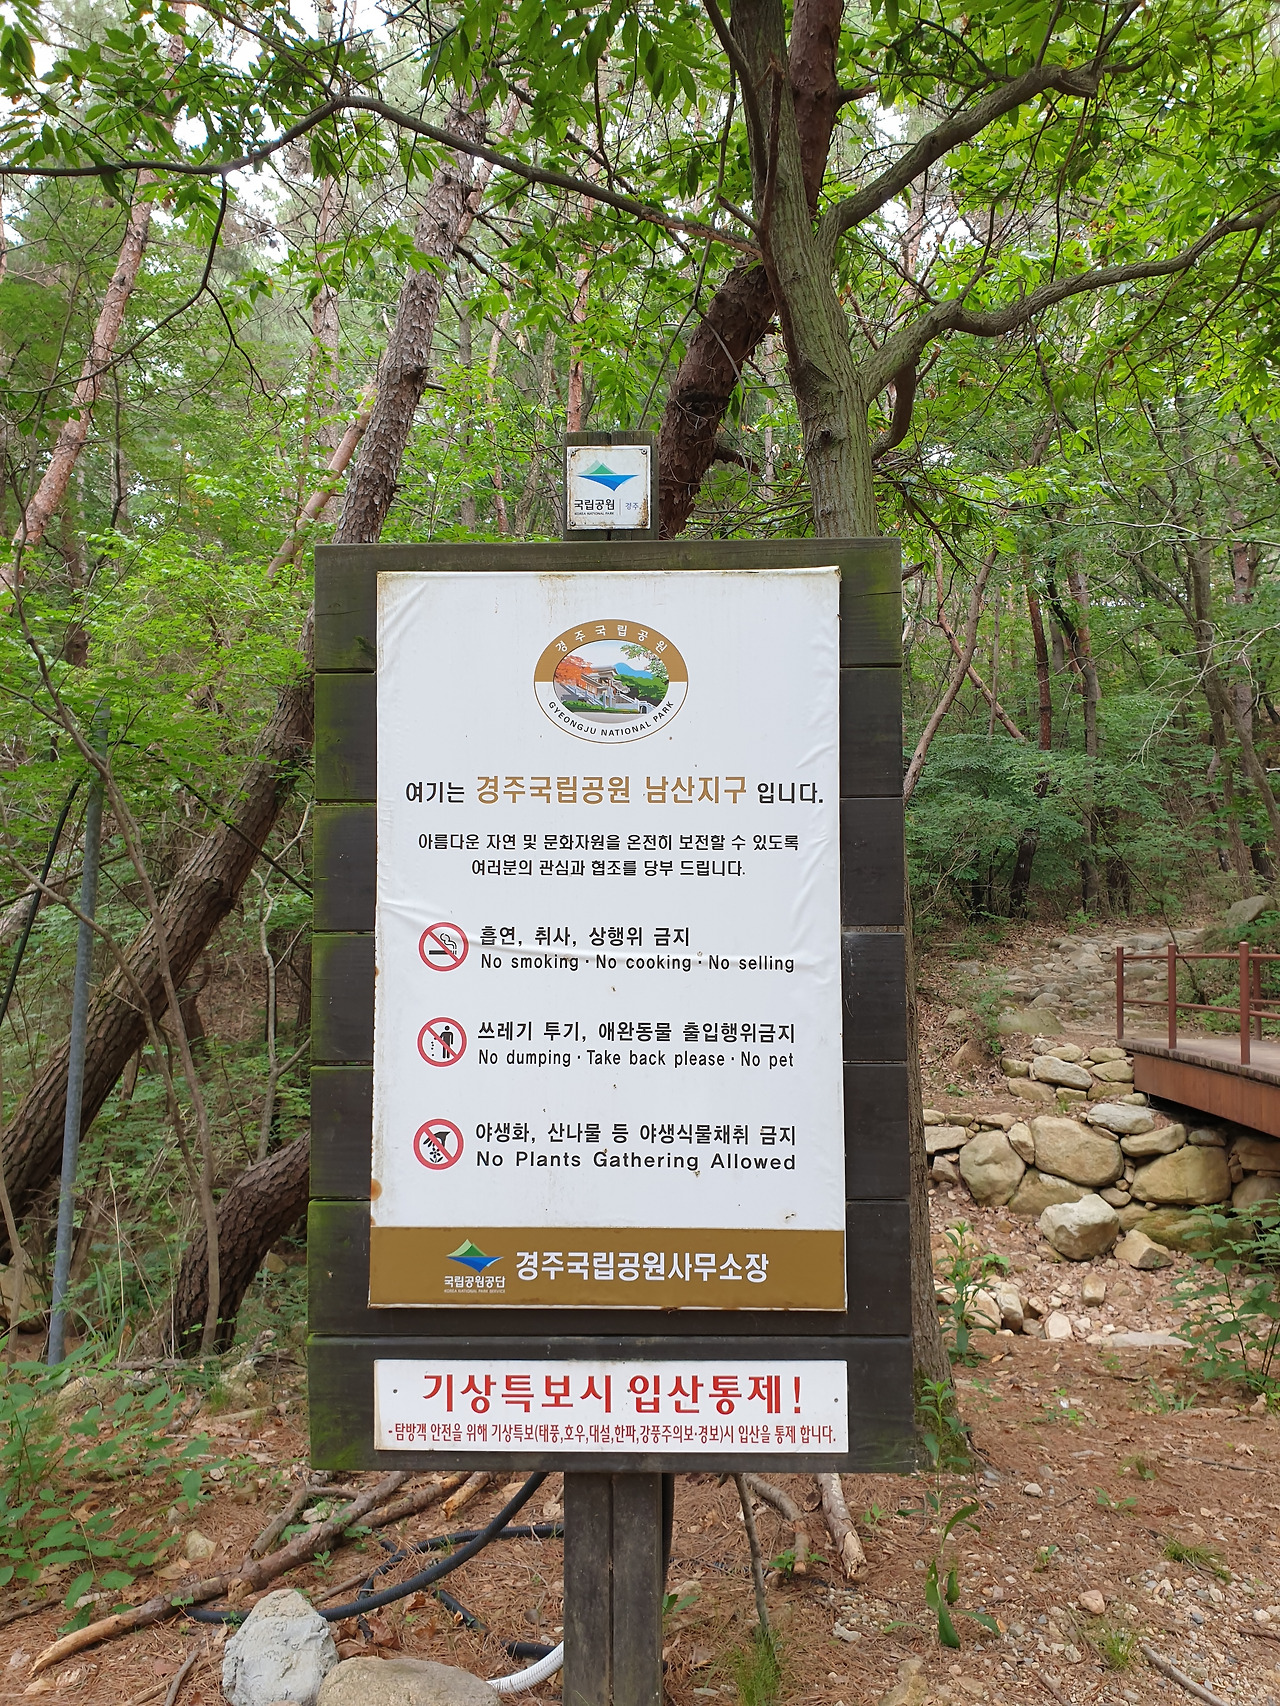 국립공원 경주
KOREA NATIONAL PARK
경주국립공원
GYEONGJU NATIONAL PARK
여기는 경주국립공원 남산지구 입니다.
아름다운 자연 및 문화자원을 온전히 보전할 수 있도록
여러분의 관심과 협조를 당부 드립니다.
흡연, 취사, 상행위 금지
No smoking · No cooking · No selling
쓰레기 투기, 애완동물 출입행위금지
No dumping · Take back please · No pet
야생화, 산나물 등 야생식물채취 금지
No Plants Gathering Allowed
국립공원공단 경주국립공원사무소장
KOREA NATIONAL PARK SERVICE
기상특보시 입산통제!
- 탐방객 안전을 위해 기상특보(태풍,호우,대설,한파,강풍주의보·경보)시 입산을 통제 합니다.